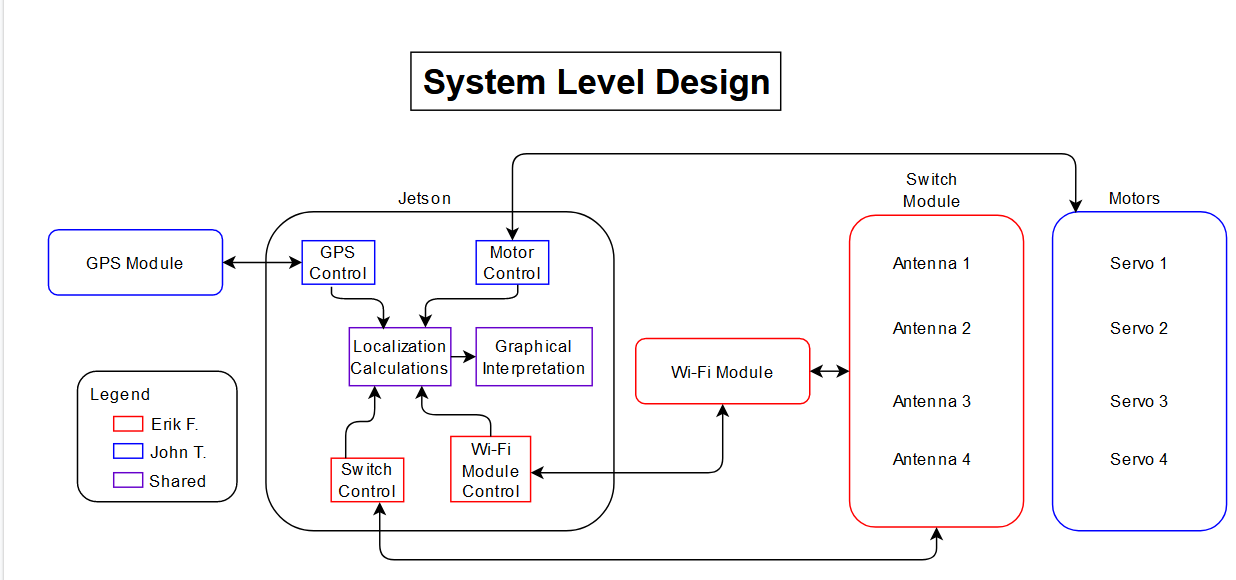 System Level Design
Jetson
GPS Module
GPS
Control
Motor
Control
Localization
Calculations
Graphical
Interpretation
Switch
Control
Wi-Fi
Module
Control
Wi-Fi Module
Switch
Module
Antenna 1
Antenna 2
Antenna 3
Antenna 4
Motors
Servo 1
Servo 2
Servo 3
Servo 4
Legend
Erik F.
John T.
Shared